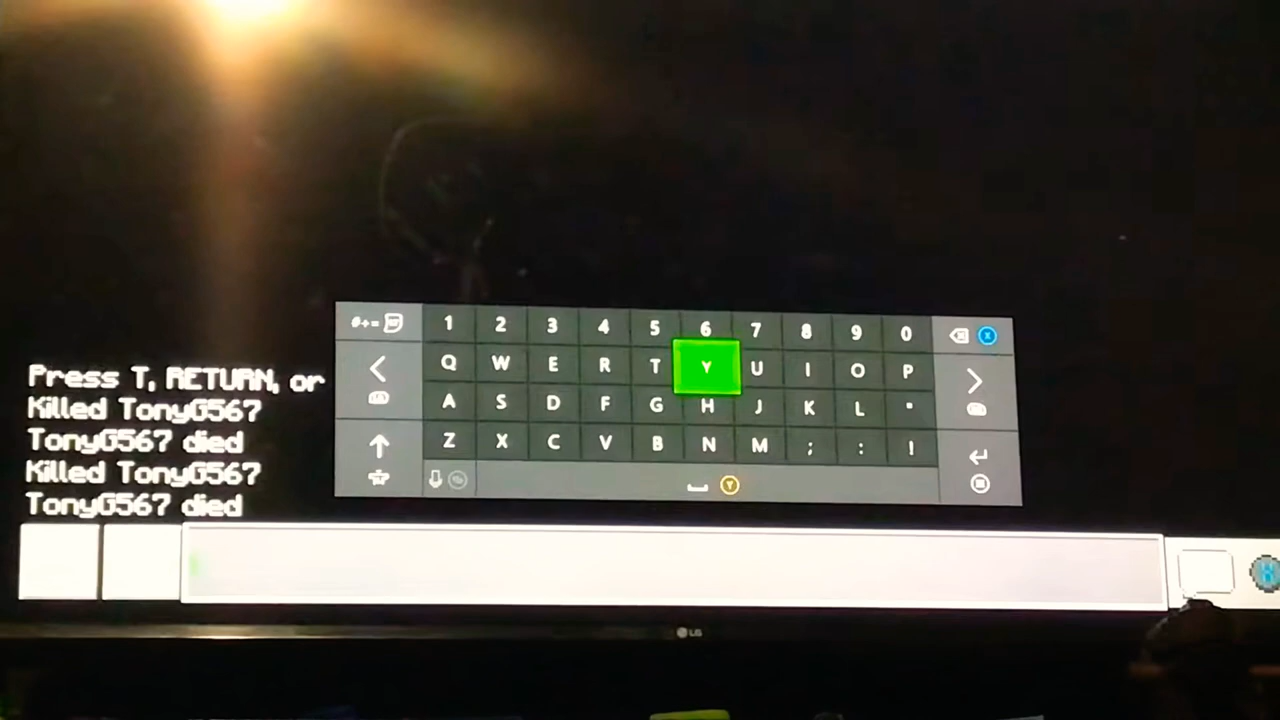 #+=
1 2 3 4 5 6 7 8 9 0
X
Q W E R T Y U I O P
A S D F G H J K L "
Z X C V B N M ; : !
Y
Press T, RETURN, or
Killed TonyG567
TonyG567 died
Killed TonyG567
TonyG567 died
LG